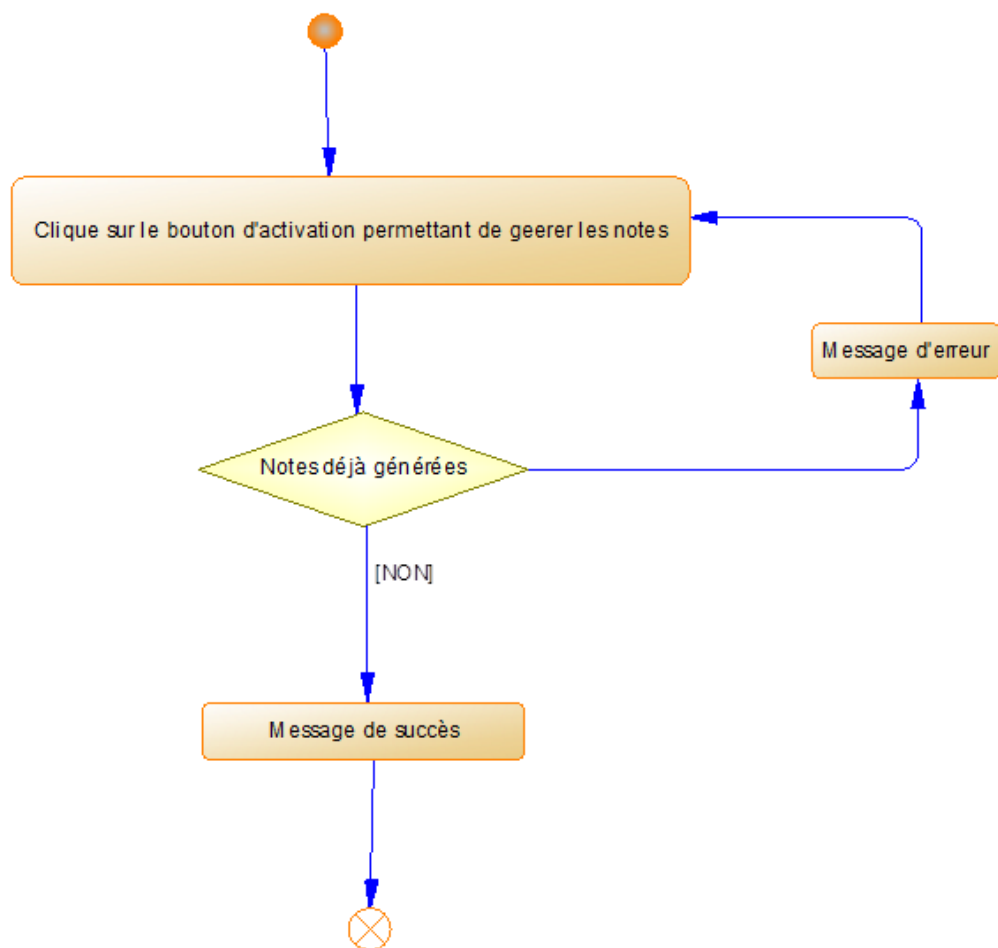 Clique sur le bouton d'activation permettant de geerer les notes
Message d'erreur
Notes déjà générées
[NON]
Message de succès